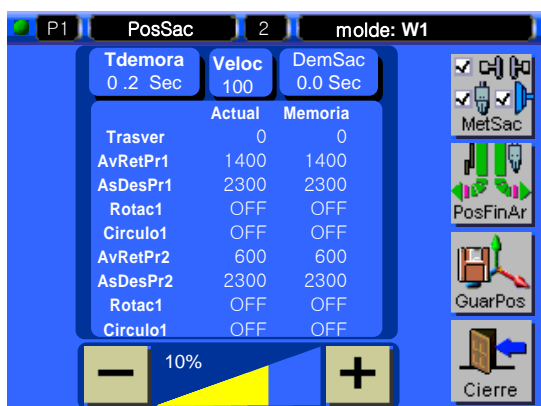 P1 PosSac 2 molde: W1
Tdemora Veloc DemSac
0 .2 Sec 100 0.0 Sec
Actual Memoria
Trasver 0 0
AvRetPr1 1400 1400
AsDesPr1 2300 2300
Rotac1 OFF OFF
Circulo1 OFF OFF
AvRetPr2 600 600
AsDesPr2 2300 2300
Rotac1 OFF OFF
Circulo1 OFF OFF
10%
MetSac
PosFinAr
GuarPos
Cierre